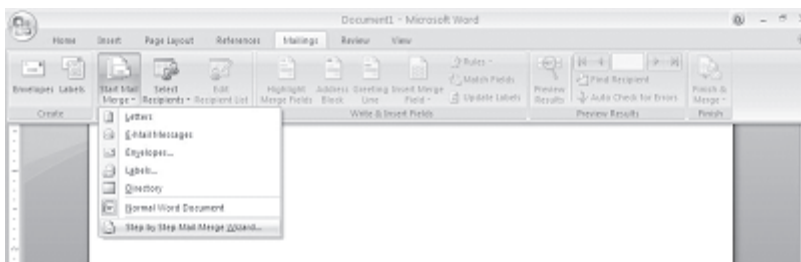 Document1 - Microsoft Word
Home Insert Page Layout References Mailings Review View
Envelopes Labels Start Mail Merge Select Recipients Edit Recipient List Highlight Merge Fields Address Block Greeting Line Insert Merge Field Rules Match Fields Update Labels Preview Results Find Recipient Auto Check for Errors Finish & Merge
Create Write & Insert Fields Preview Results Finish
Letters
E-Mail Messages
Envelopes...
Labels...
Directory
Normal Word Document
Step by Step Mail Merge Wizard...